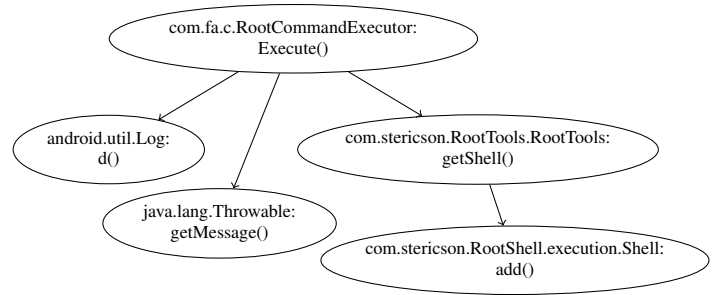 com.fa.c.RootCommandExecutor:
Execute()
android.util.Log:
d()
com.stericson.RootTools.RootTools:
getShell()
java.lang.Throwable:
getMessage()
com.stericson.RootShell.execution.Shell:
add()